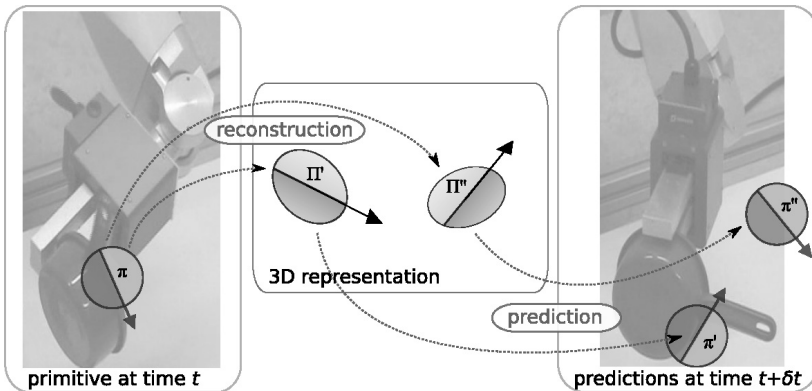 reconstruction
Π'
Π"
π"
π
3D representation
prediction
π'
primitive at time t
predictions at time t+δt